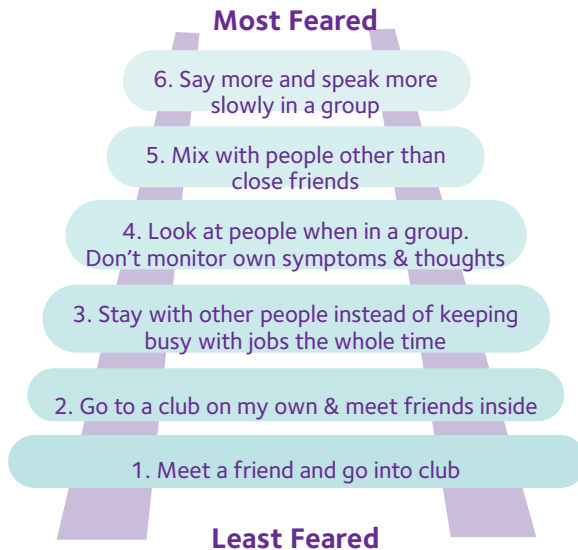 Most Feared
6. Say more and speak more
slowly in a group
5. Mix with people other than
close friends
4. Look at people when in a group.
Don’t monitor own symptoms & thoughts
3. Stay with other people instead of keeping
busy with jobs the whole time
2. Go to a club on my own & meet friends inside
1. Meet a friend and go into club
Least Feared